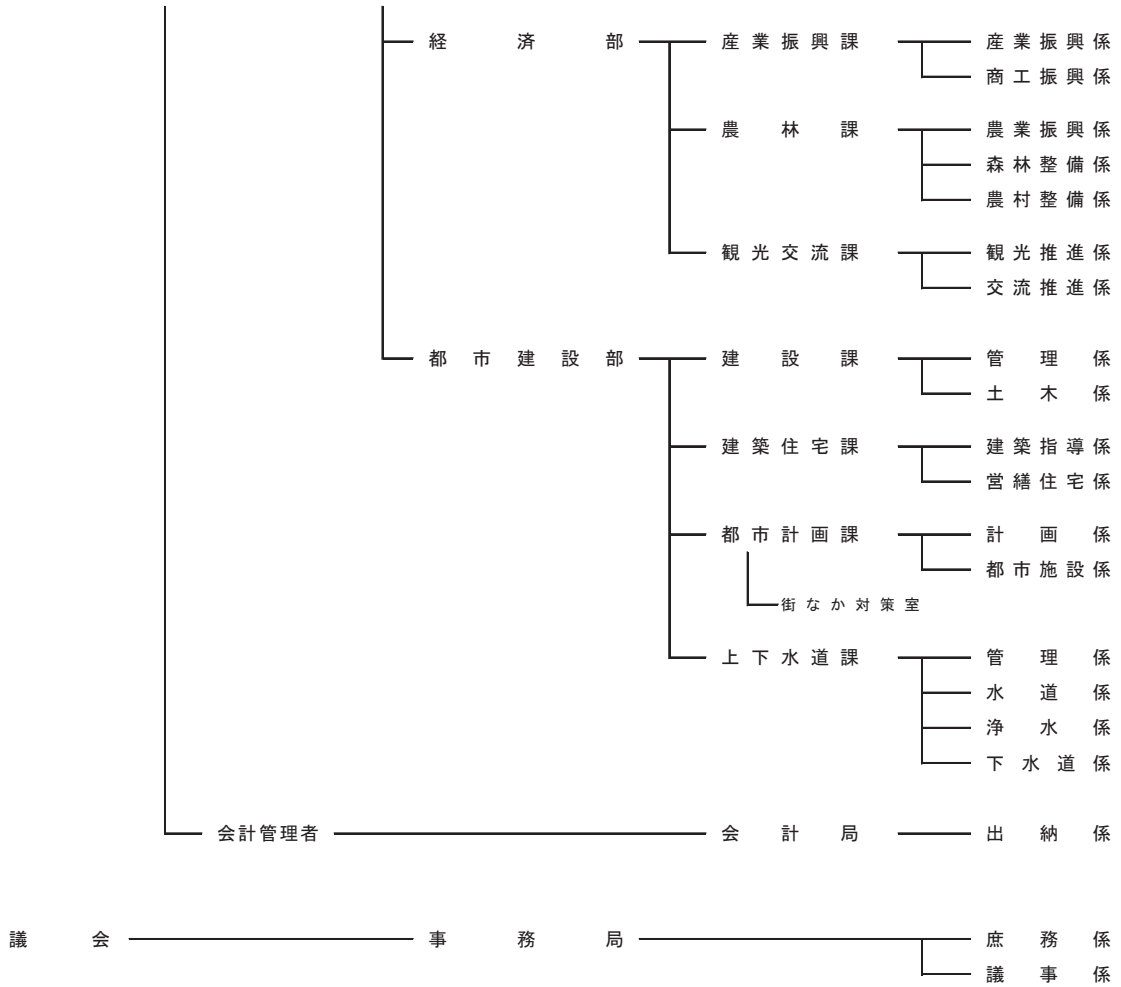 経済部 産業振興課 産業振興係
商工振興係
農林課 農業振興係
森林整備係
農村整備係
観光交流課 観光推進係
交流推進係
都市建設部 建設課 管理係
土木係
建築住宅課 建築指導係
営繕住宅係
都市計画課 計画係
都市施設係
街なか対策室
上下水道課 管理係
水道係
浄水係
下水道係
会計管理者 会計局 出納係
議会 事務局 庶務係
議事係